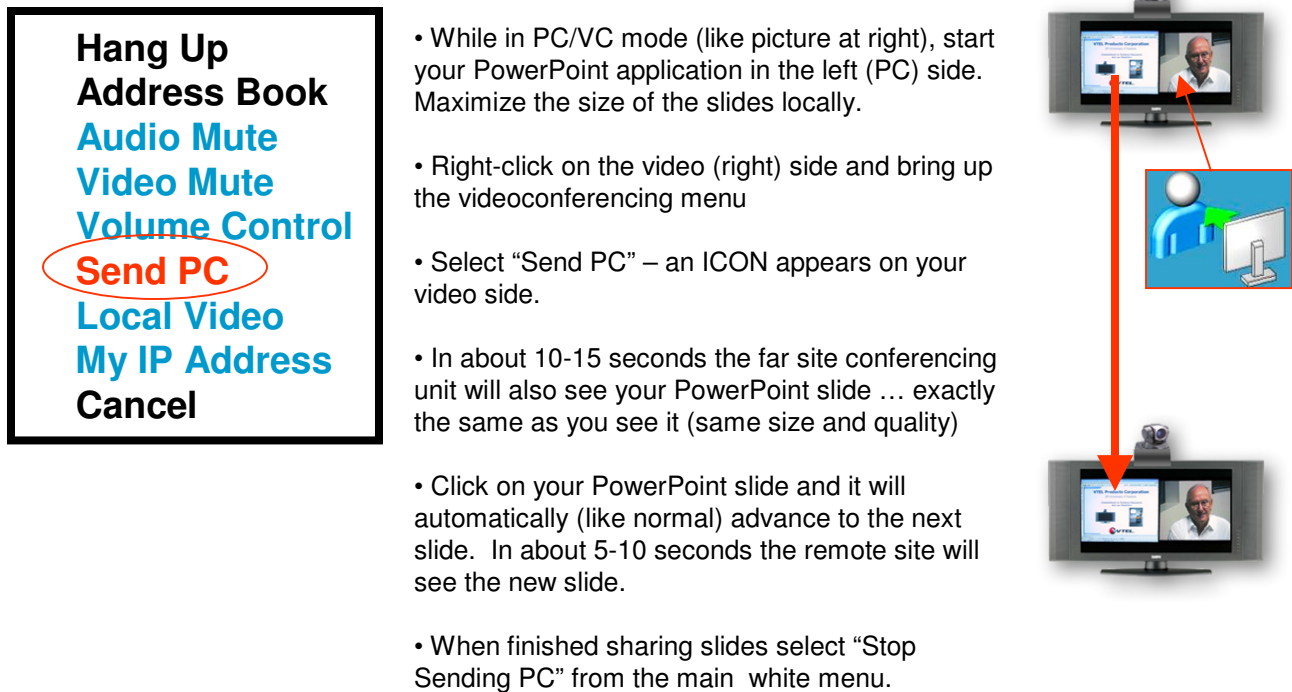 Hang Up
Address Book
Audio Mute
Video Mute
Volume Control
Send PC
Local Video
My IP Address
Cancel
• While in PC/VC mode (like picture at right), start
your PowerPoint application in the left (PC) side.
Maximize the size of the slides locally.
• Right-click on the video (right) side and bring up
the videoconferencing menu
• Select “Send PC” – an ICON appears on your
video side.
• In about 10-15 seconds the far site conferencing
unit will also see your PowerPoint slide … exactly
the same as you see it (same size and quality)
• Click on your PowerPoint slide and it will
automatically (like normal) advance to the next
slide.  In about 5-10 seconds the remote site will
see the new slide.
• When finished sharing slides select “Stop
Sending PC” from the main  white menu.
VTEL Products Corporation
VTEL Products Corporation
VTEL